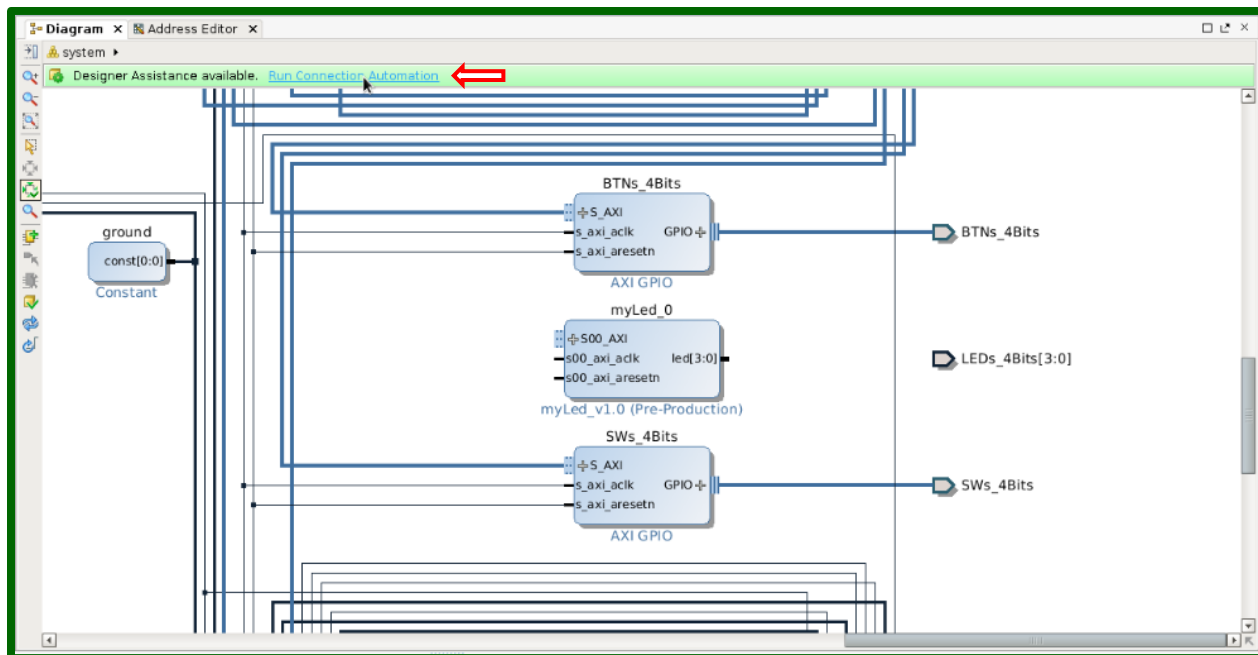 Diagram
Address Editor
system
Designer Assistance available. Run Connection Automation
BTNs_4Bits
S_AXI
s_axi_aclk
s_axi_aresetn
GPIO
AXI GPIO
BTNs_4Bits
ground
const[0:0]
Constant
myLed_0
S00_AXI
s00_axi_aclk
s00_axi_aresetn
led[3:0]
myLed_v1.0 (Pre-Production)
LEDs_4Bits[3:0]
SWs_4Bits
S_AXI
s_axi_aclk
s_axi_aresetn
GPIO
AXI GPIO
SWs_4Bits